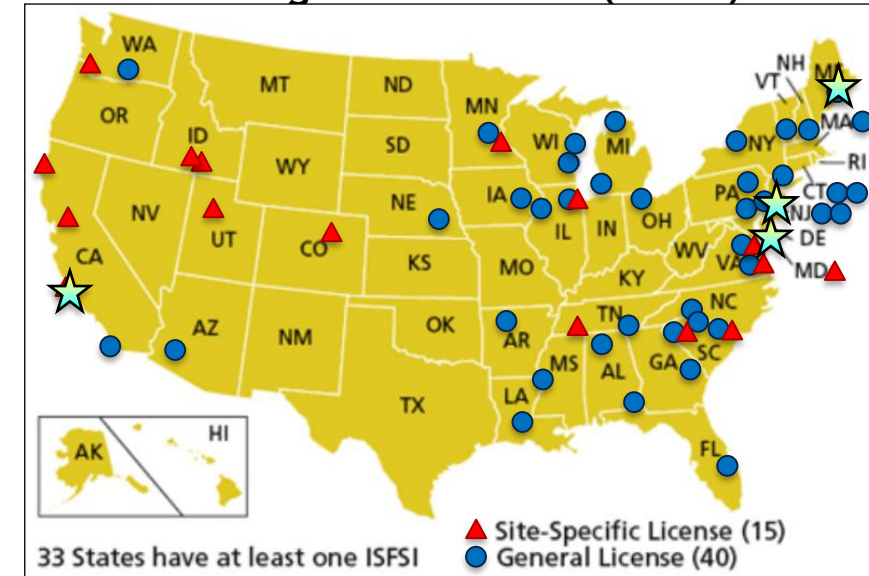 WA
MT
ND
MN
OR
ID
SD
WI
MI
VT
NH
NY
MA
RI
WY
NE
IA
PA
CT
NJ
NV
UT
CO
IL
IN
OH
DE
CA
KS
MO
WV
VA
MD
KY
AZ
NM
OK
AR
TN
NC
SC
MS
AL
GA
TX
LA
FL
AK
HI
Site-Specific License (15)
33 States have at least one ISFSI
General License (40)